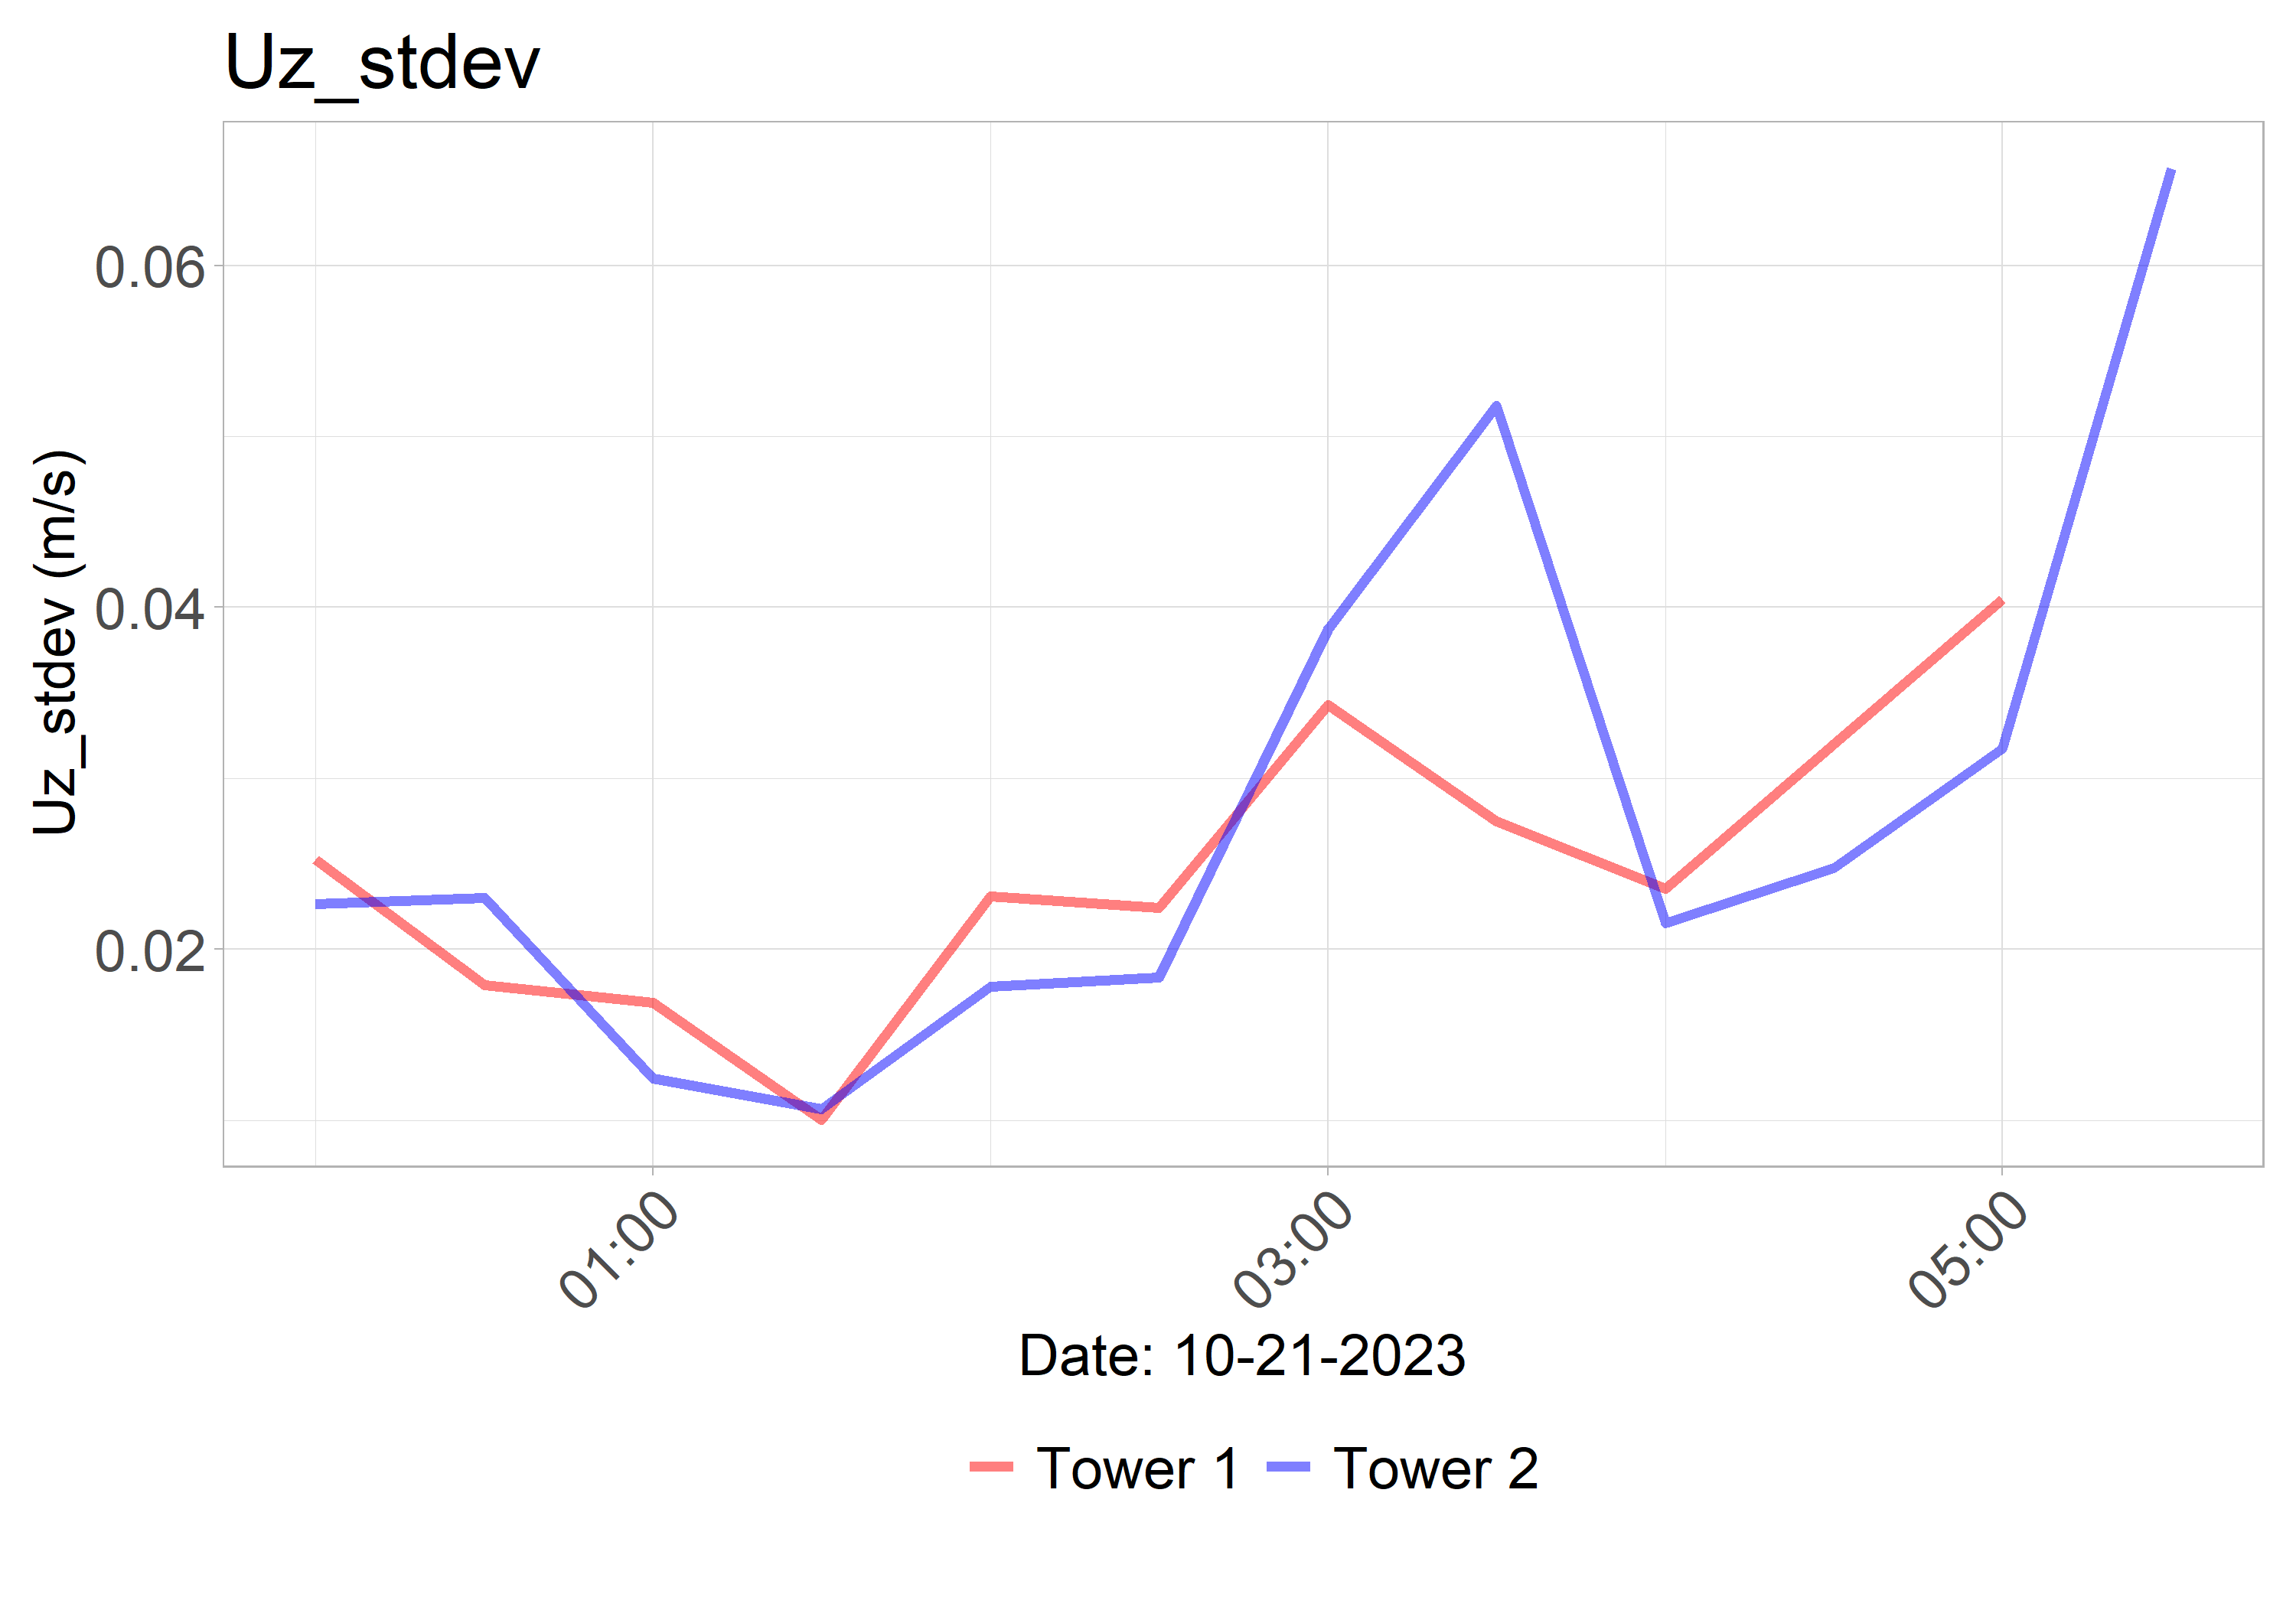 Uz_stdev
Uz_stdev (m/s)
0.06
0.04
0.02
01:00
03:00
05:00
Date: 10-21-2023
Tower 1
Tower 2